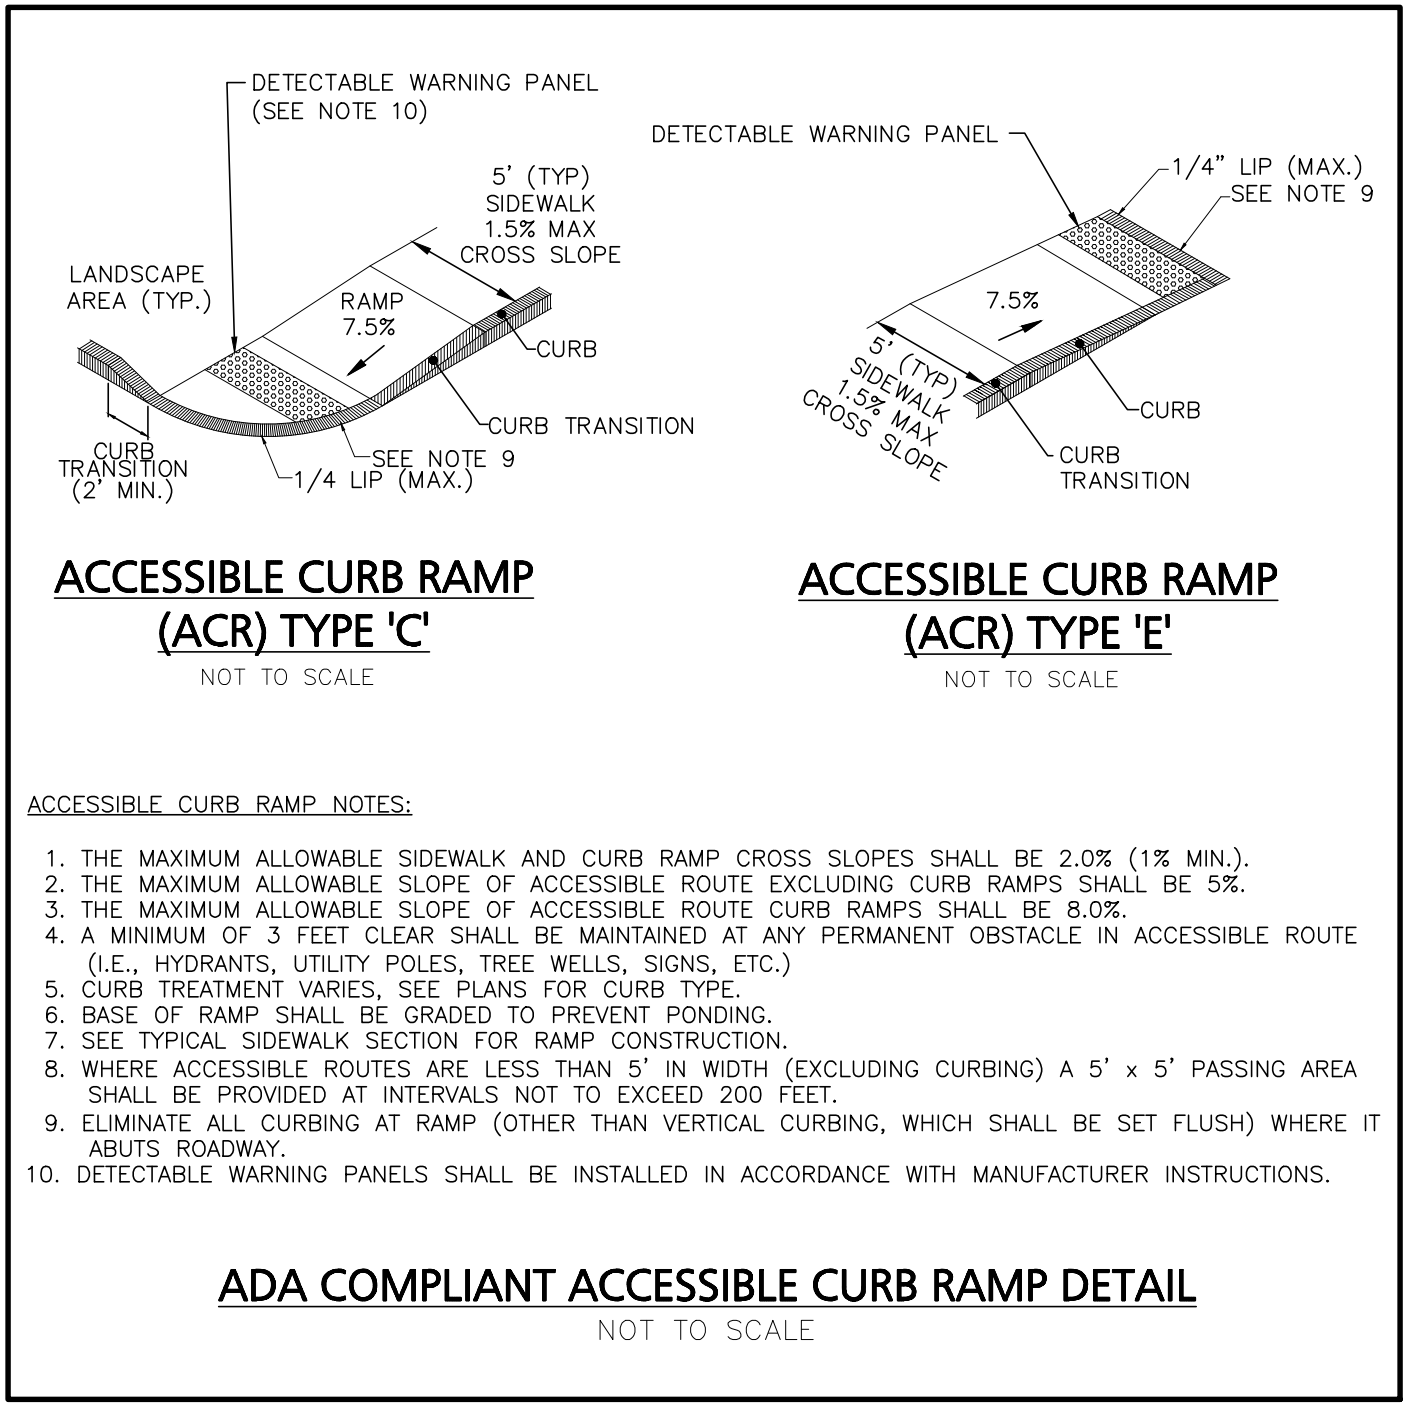 DETECTABLE WARNING PANEL
(SEE NOTE 10)
5' (TYP)
SIDEWALK
1.5% MAX
CROSS SLOPE
LANDSCAPE
AREA (TYP.)
RAMP
7.5%
CURB
CURB TRANSITION
SEE NOTE 9
1/4 LIP (MAX.)
CURB
TRANSITION
(2' MIN.)
ACCESSIBLE CURB RAMP
(ACR) TYPE 'C'
NOT TO SCALE
DETECTABLE WARNING PANEL
1/4" LIP (MAX.)
SEE NOTE 9
7.5%
5' (TYP)
SIDEWALK
1.5% MAX
CROSS SLOPE
CURB
CURB
TRANSITION
ACCESSIBLE CURB RAMP
(ACR) TYPE 'E'
NOT TO SCALE
ACCESSIBLE CURB RAMP NOTES:
1. THE MAXIMUM ALLOWABLE SIDEWALK AND CURB RAMP CROSS SLOPES SHALL BE 2.0% (1% MIN.).
2. THE MAXIMUM ALLOWABLE SLOPE OF ACCESSIBLE ROUTE EXCLUDING CURB RAMPS SHALL BE 5%.
3. THE MAXIMUM ALLOWABLE SLOPE OF ACCESSIBLE ROUTE CURB RAMPS SHALL BE 8.0%.
4. A MINIMUM OF 3 FEET CLEAR SHALL BE MAINTAINED AT ANY PERMANENT OBSTACLE IN ACCESSIBLE ROUTE
(I.E., HYDRANTS, UTILITY POLES, TREE WELLS, SIGNS, ETC.)
5. CURB TREATMENT VARIES, SEE PLANS FOR CURB TYPE.
6. BASE OF RAMP SHALL BE GRADED TO PREVENT PONDING.
7. SEE TYPICAL SIDEWALK SECTION FOR RAMP CONSTRUCTION.
8. WHERE ACCESSIBLE ROUTES ARE LESS THAN 5' IN WIDTH (EXCLUDING CURBING) A 5' x 5' PASSING AREA
SHALL BE PROVIDED AT INTERVALS NOT TO EXCEED 200 FEET.
9. ELIMINATE ALL CURBING AT RAMP (OTHER THAN VERTICAL CURBING, WHICH SHALL BE SET FLUSH) WHERE IT
ABUTS ROADWAY.
10. DETECTABLE WARNING PANELS SHALL BE INSTALLED IN ACCORDANCE WITH MANUFACTURER INSTRUCTIONS.
ADA COMPLIANT ACCESSIBLE CURB RAMP DETAIL
NOT TO SCALE